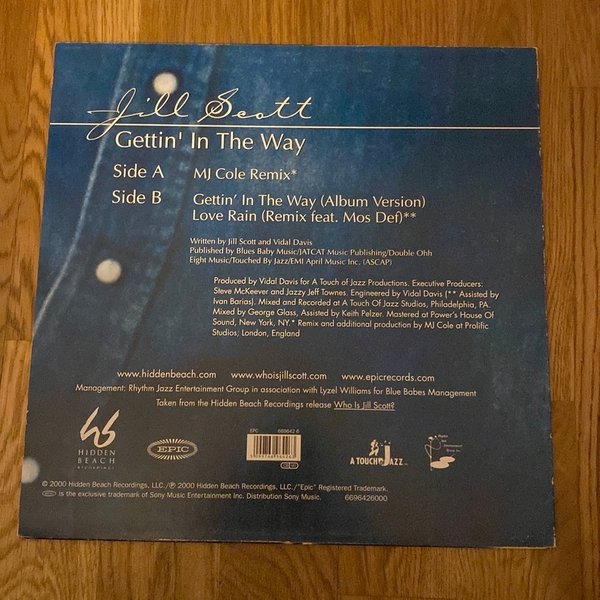 Jill Scott
Gettin' In The Way
Side A MJ Cole Remix*
Side B Gettin' In The Way (Album Version)
Love Rain (Remix feat. Mos Def)**
Written by Jill Scott and Vidal Davis
Published by Blues Baby Music/JATCAT Music Publishing/Double Ohh
Eight Music/Touched By Jazz/EMI April Music Inc. (ASCAP)
Produced by Vidal Davis for A Touch of Jazz Productions. Executive Producers:
Steve McKeever and Jazzy Jeff Townes. Engineered by Vidal Davis (** Assisted by
Ivan Barias). Mixed and Recorded at A Touch Of Jazz Studios, Philadelphia, PA.
Mixed by George Glass, Assisted by Keith Pelzer. Mastered at Power's House Of
Sound, New York, NY.* Remix and additional production by MJ Cole at Prolific
Studios; London, England
www.hiddenbeach.com www.whoisjillscott.com www.epicrecords.com
Management: Rhythm Jazz Entertainment Group in association with Lyzel Williams for Blue Babes Management
Taken from the Hidden Beach Recordings release Who Is Jill Scott?
EPC 669642 6
HIDDEN
BEACH
RECORDINGS
EPIC
A TOUCH JAZZ
© 2000 Hidden Beach Recordings, LLC./℗ 2000 Hidden Beach Recordings, LLC./"Epic" Registered Trademark.
is the exclusive trademark of Sony Music Entertainment Inc. Distribution Sony Music. 6696426000